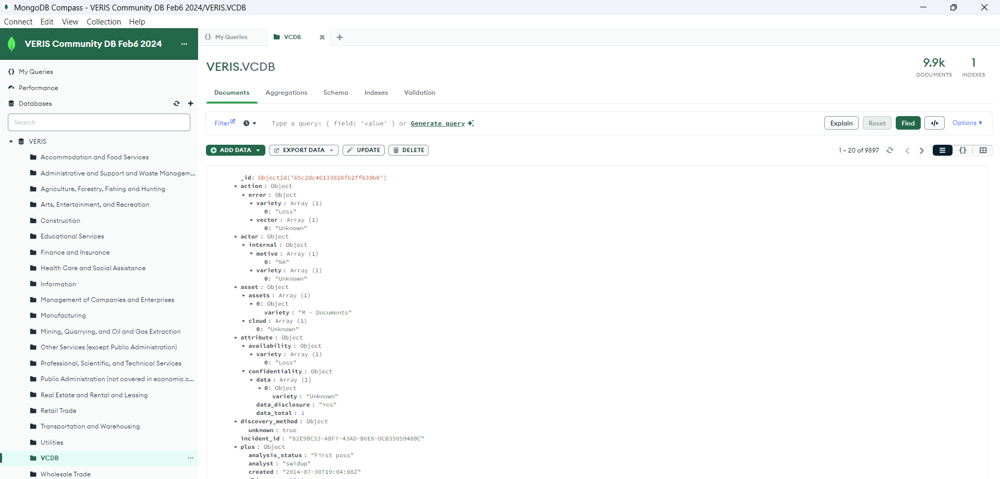 MongoDB Compass - VERIS Community DB Feb6 2024/VERIS.VCDB
Connect Edit View Collection Help
VERIS Community DB Feb6 2024 ...
{} My Queries
Performance
Databases
Search
VERIS
Accommodation and Food Services
Administrative and Support and Waste Managem...
Agriculture, Forestry, Fishing and Hunting
Arts, Entertainment, and Recreation
Construction
Educational Services
Finance and Insurance
Health Care and Social Assistance
Information
Management of Companies and Enterprises
Manufacturing
Mining, Quarrying, and Oil and Gas Extraction
Other Services (except Public Administration)
Professional, Scientific, and Technical Services
Public Administration (not covered in economic c...
Real Estate and Rental and Leasing
Retail Trade
Transportation and Warehousing
Utilities
VCDB ...
Wholesale Trade
{} My Queries VCDB
VERIS.VCDB
9.9k DOCUMENTS
1 INDEXES
Documents Aggregations Schema Indexes Validation
Filter Type a query: { field: 'value' } or Generate query Explain Reset Find </> Options
ADD DATA EXPORT DATA UPDATE DELETE 1 – 20 of 9897 {}
_id: ObjectId('65c2dc46133020f62ff639b0')
action : Object
error : Object
variety : Array (1)
0: "Loss"
vector : Array (1)
0: "Unknown"
actor : Object
internal : Object
motive : Array (1)
0: "NA"
variety : Array (1)
0: "Unknown"
asset : Object
assets : Array (1)
0: Object
variety : "M - Documents"
cloud : Array (1)
0: "Unknown"
attribute : Object
availability : Object
variety : Array (1)
0: "Loss"
confidentiality : Object
data : Array (1)
0: Object
variety : "Unknown"
data_disclosure : "Yes"
data_total : 1
discovery_method : Object
unknown : true
incident_id : "82E9BC33-ABF7-43AD-B6E8-DCB3505948BC"
plus : Object
analysis_status : "First pass"
analyst : "swidup"
created : "2014-07-30T19:04:08Z"